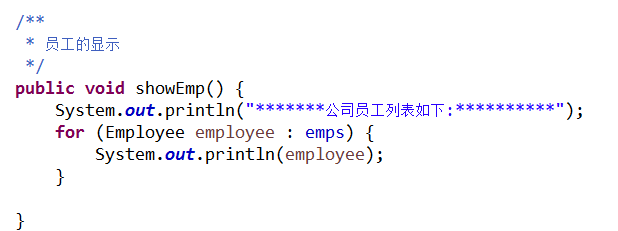 /**
 * 员工的显示
 */
public void showEmp() {
    System.out.println("*******公司员工列表如下:**********");
    for (Employee employee : emps) {
        System.out.println(employee);
    }
}